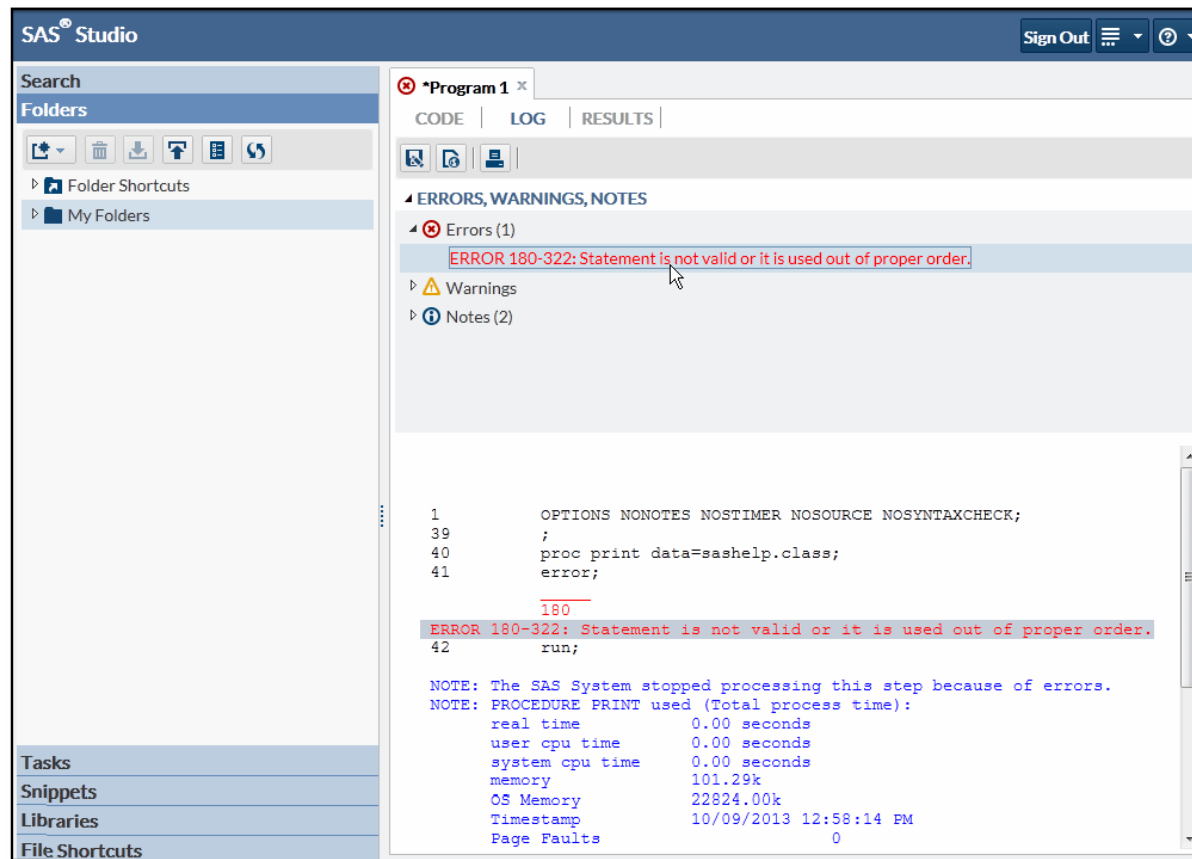 SAS® Studio
Sign Out
Search
Folders
Folder Shortcuts
My Folders
Tasks
Snippets
Libraries
File Shortcuts
*Program 1
CODE LOG RESULTS
ERRORS, WARNINGS, NOTES
Errors (1)
ERROR 180-322: Statement is not valid or it is used out of proper order.
Warnings
Notes (2)
1 OPTIONS NONOTES NOSTIMER NOSOURCE NOSYNTAXCHECK;
39 ;
40 proc print data=sashelp.class;
41 error;
180
ERROR 180-322: Statement is not valid or it is used out of proper order.
42 run;
NOTE: The SAS System stopped processing this step because of errors.
NOTE: PROCEDURE PRINT used (Total process time):
real time 0.00 seconds
user cpu time 0.00 seconds
system cpu time 0.00 seconds
memory 101.29k
OS Memory 22824.00k
Timestamp 10/09/2013 12:58:14 PM
Page Faults 0